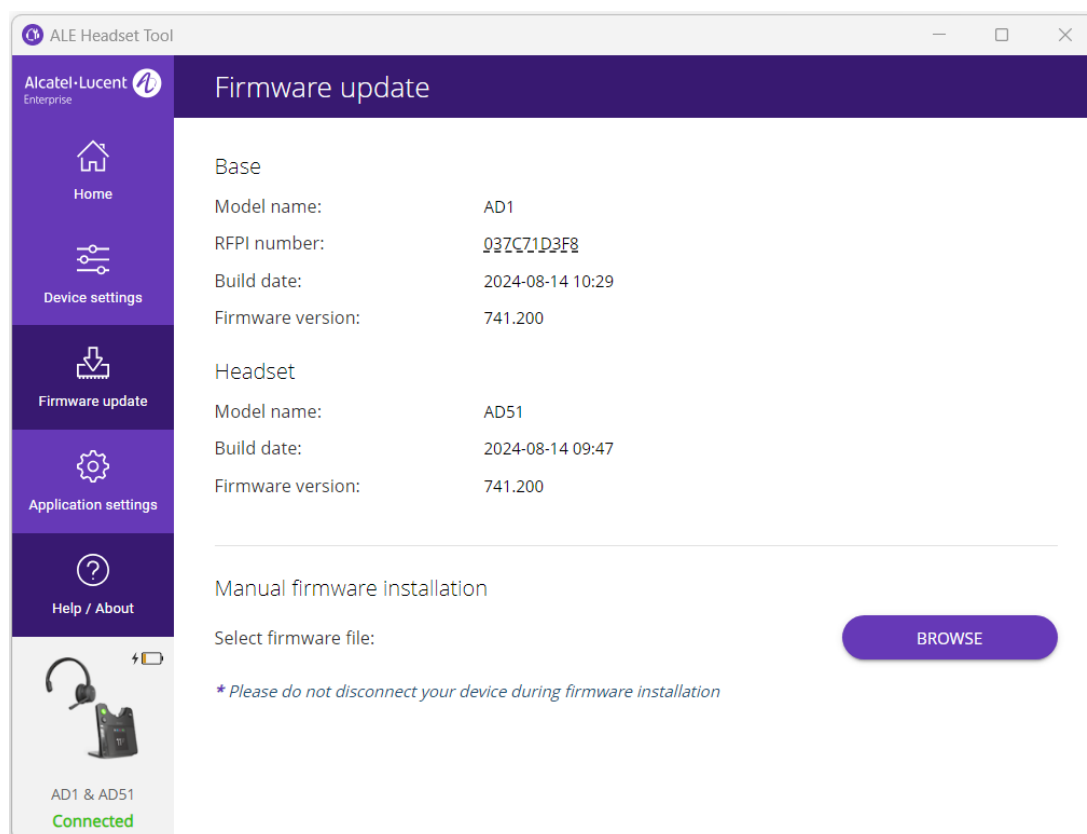 ALE Headset Tool
Alcatel·Lucent
Enterprise
Home
Device settings
Firmware update
Application settings
Help / About
AD1 & AD51
Connected
Firmware update
Base
Model name: AD1
RFPI number: 037C71D3F8
Build date: 2024-08-14 10:29
Firmware version: 741.200
Headset
Model name: AD51
Build date: 2024-08-14 09:47
Firmware version: 741.200
Manual firmware installation
Select firmware file: BROWSE
* Please do not disconnect your device during firmware installation